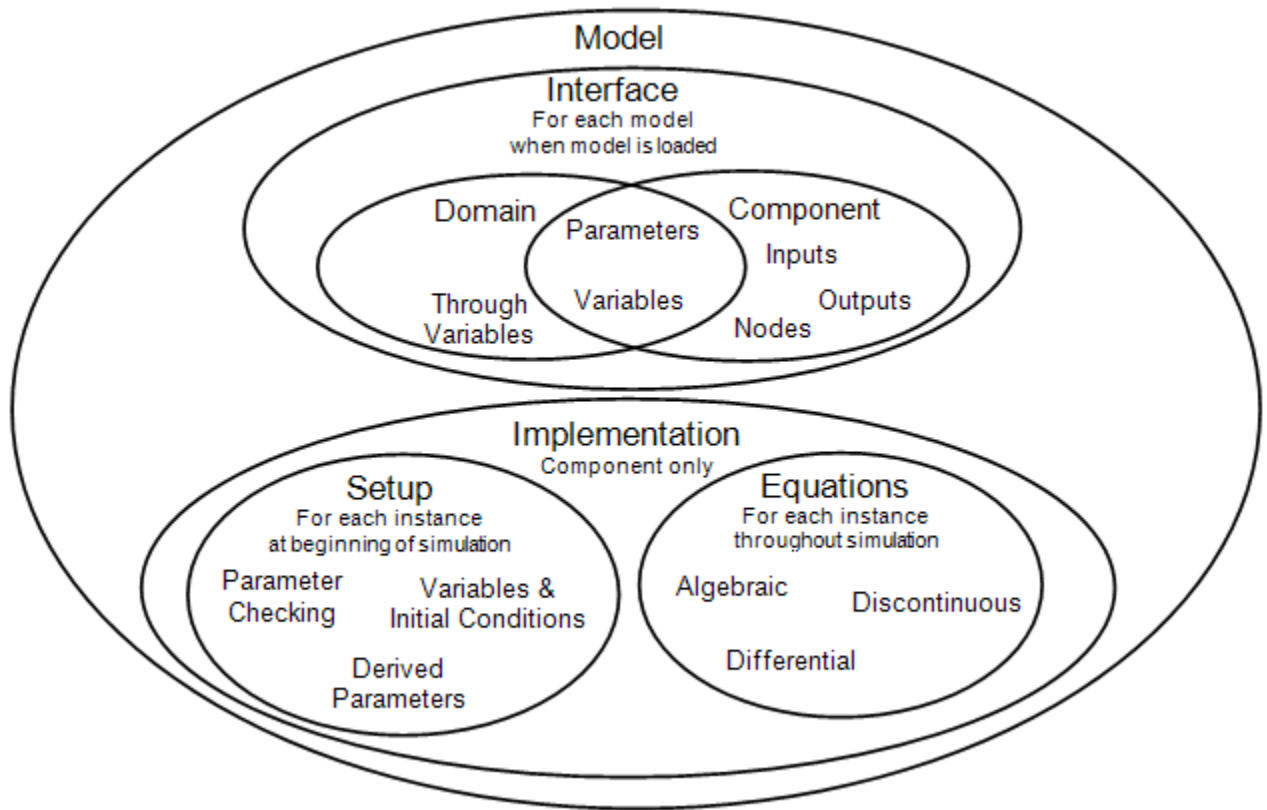 Model
Interface
For each model
when model is loaded
Domain
Component
Parameters
Inputs
Through
Variables
Variables
Outputs
Nodes
Implementation
Component only
Setup
For each instance
at beginning of simulation
Parameter
Checking
Variables &
Initial Conditions
Derived
Parameters
Equations
For each instance
throughout simulation
Algebraic
Discontinuous
Differential